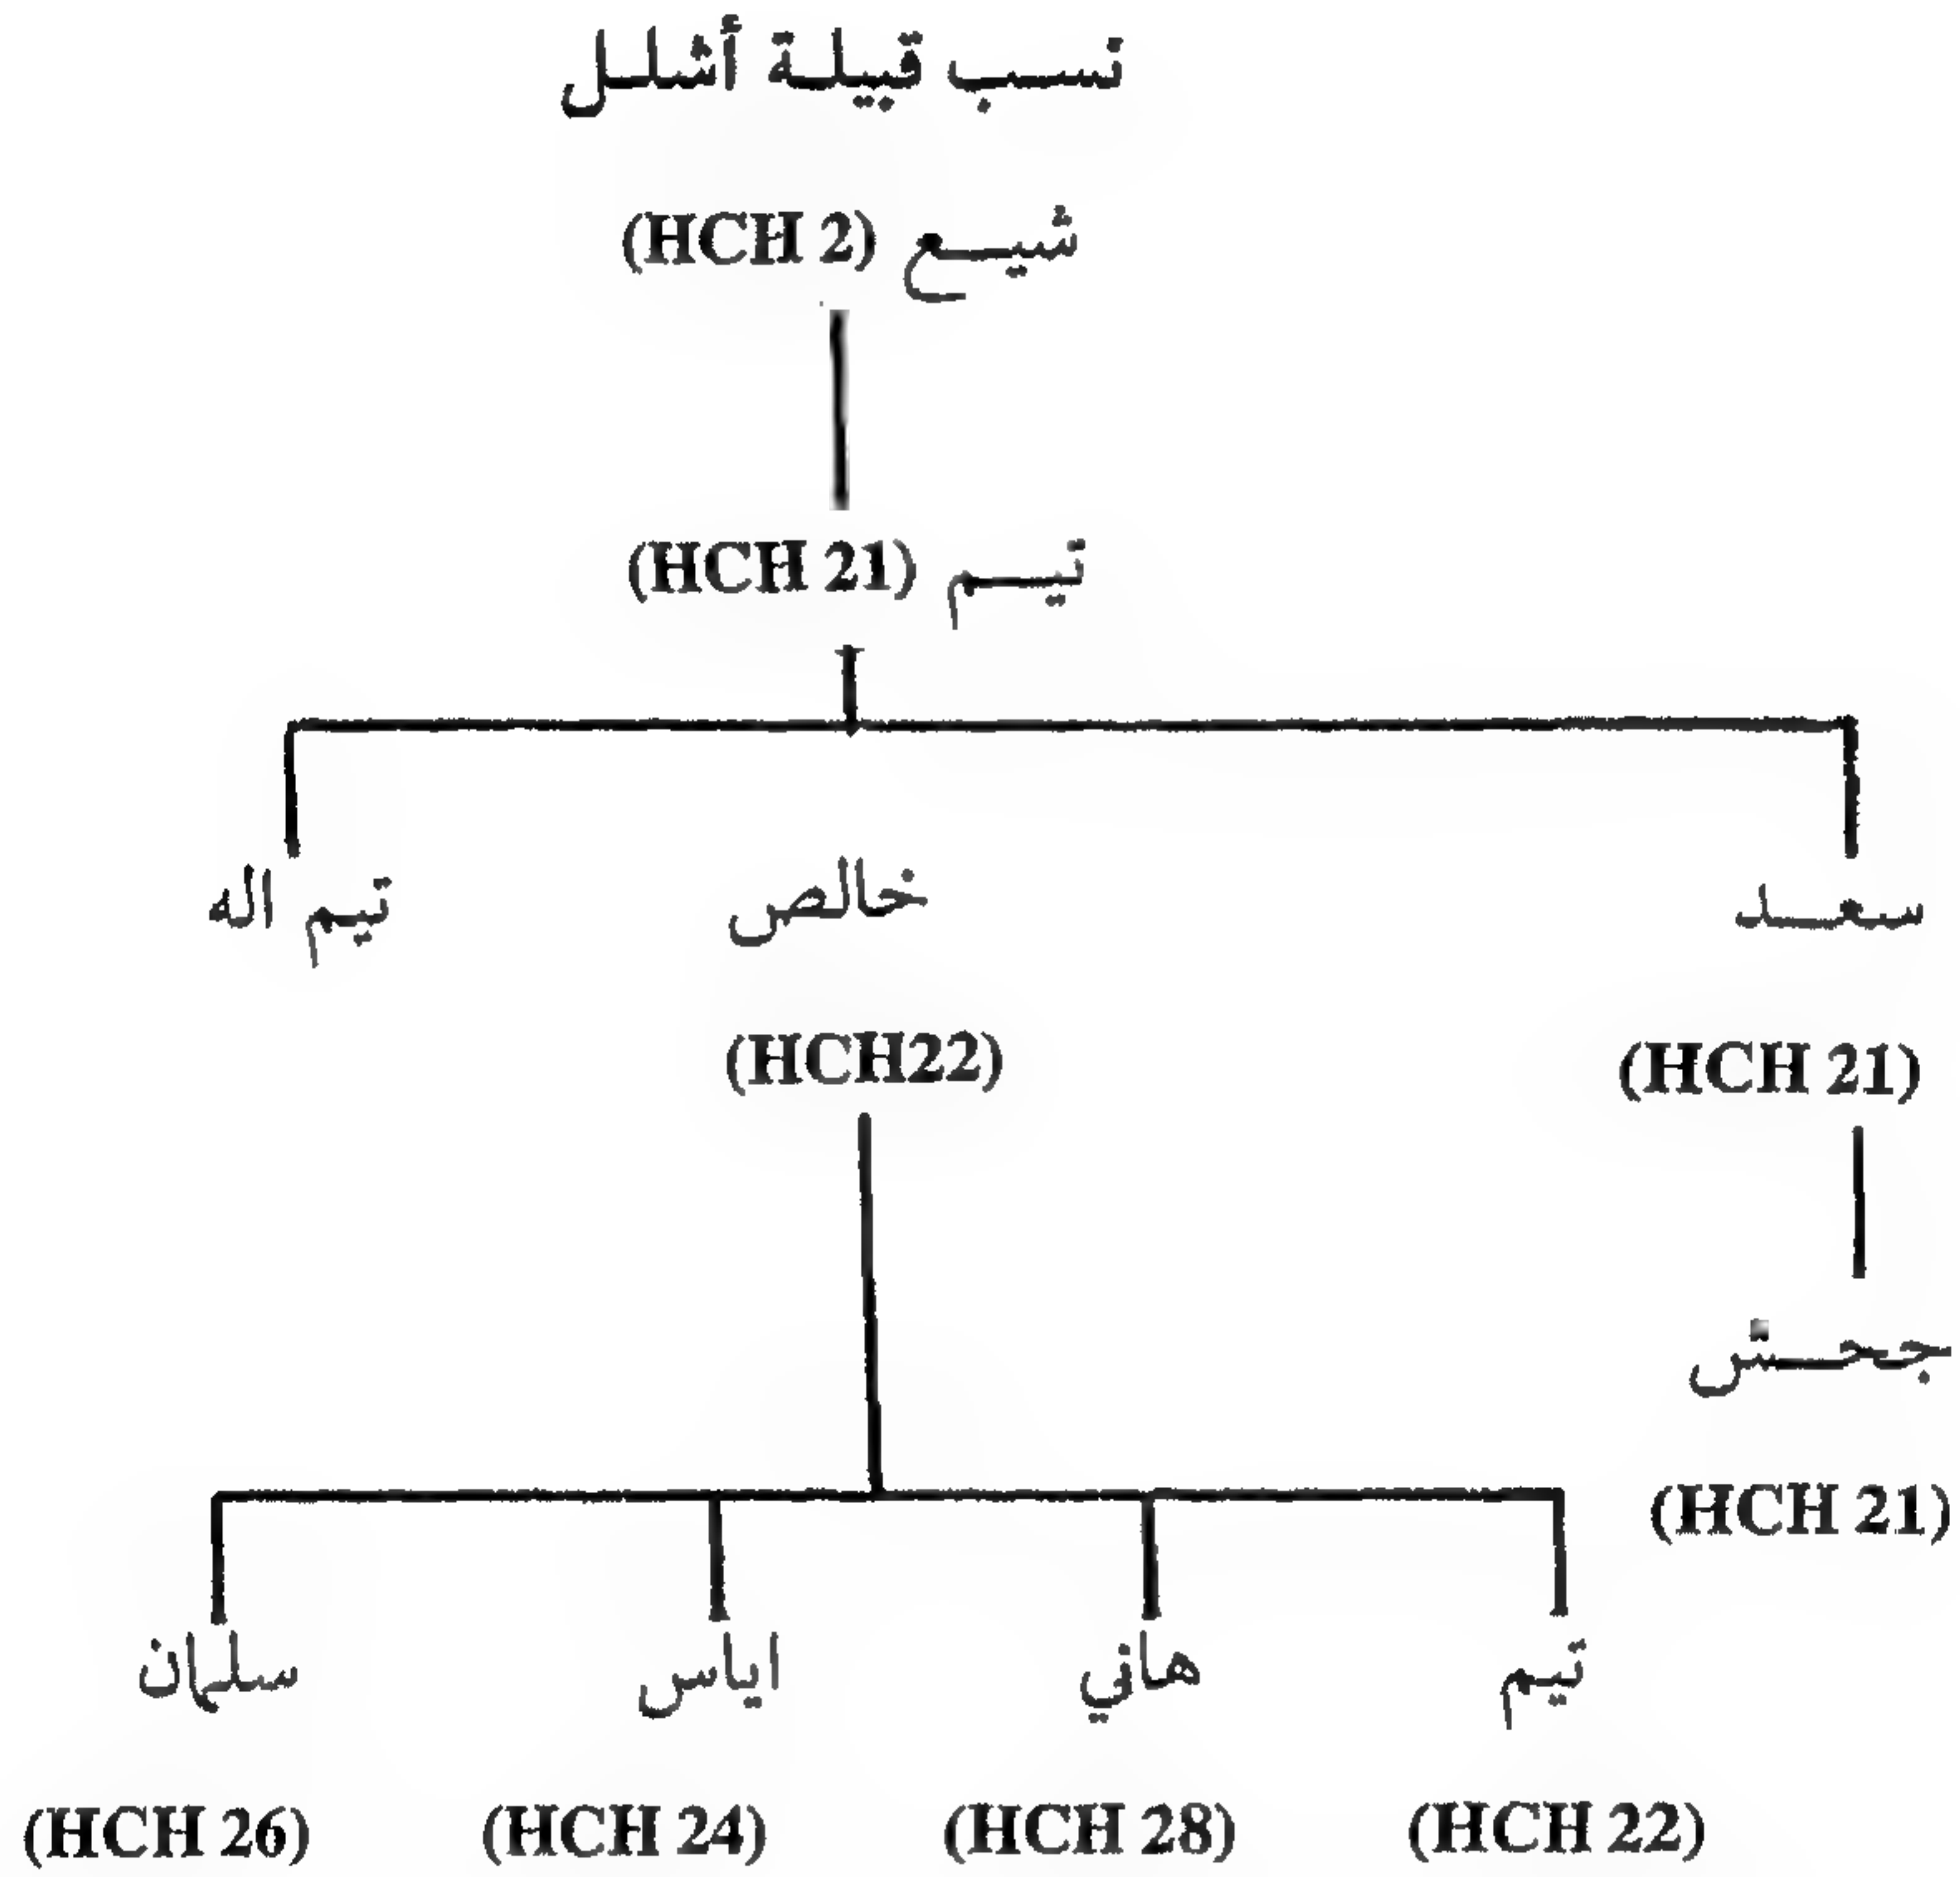 نسب قبيلة أشلل
شيع (HCH 2)
تيم (HCH 21)
سعد خالص تيم اله
(HCH 21) (HCH22)
جحش
(HCH 21)
تيم هاني اياس سلمان
(HCH 22) (HCH 28) (HCH 24) (HCH 26)